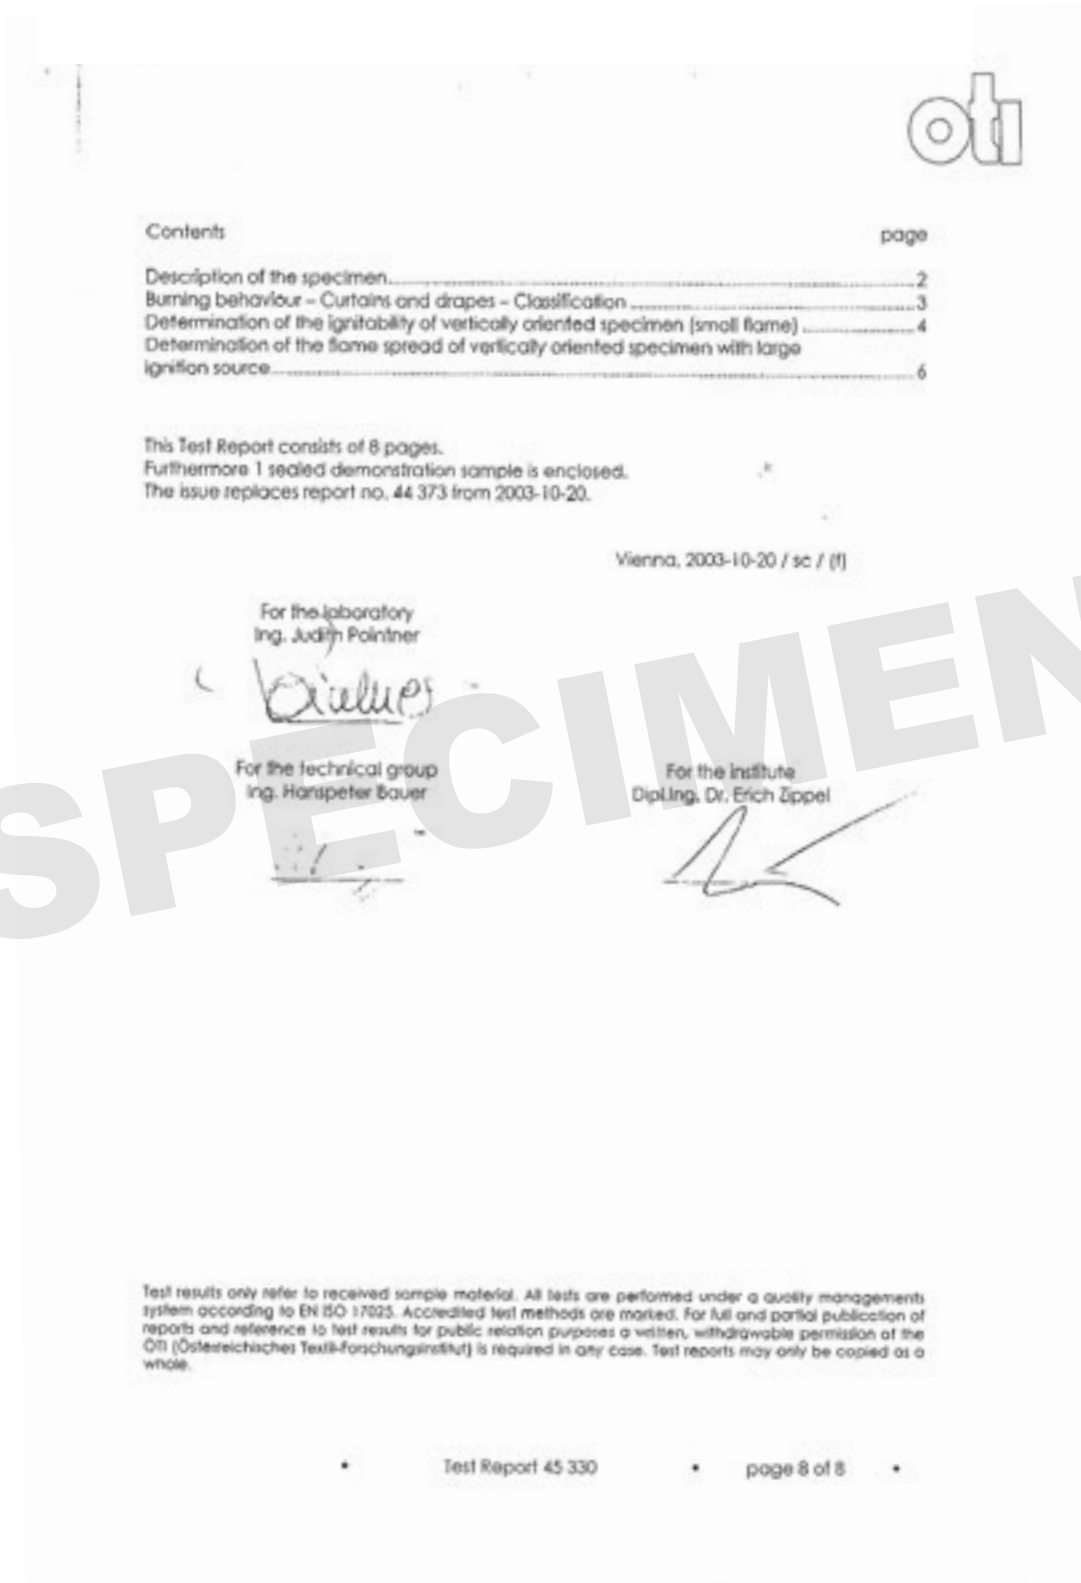 oti
Contents
page
Description of the specimen............2
Burning behaviour – Curtains and drapes – Classification............3
Determination of the ignitability of vertically oriented specimen (small flame)............4
Determination of the flame spread of vertically oriented specimen with large
ignition source............6
This Test Report consists of 8 pages.
Furthermore 1 sealed demonstration sample is enclosed.
The issue replaces report no. 44 373 from 2003-10-20.
Vienna, 2003-10-20 / sc / (f)
For the laboratory
Ing. Judith Pointner
For the technical group
Ing. Hanspeter Bauer
For the institute
Dipl.Ing. Dr. Erich Zippel
SPECIMEN
Test results only refer to received sample material. All tests are performed under a quality managements
system according to EN ISO 17025. Accredited test methods are marked. For full and partial publication of
reports and reference to test results for public relation purposes a written, withdrawable permission of the
ÖTI (Österreichisches Textil-Forschungsinstitut) is required in any case. Test reports may only be copied as a
whole.
• Test Report 45 330 • page 8 of 8 •